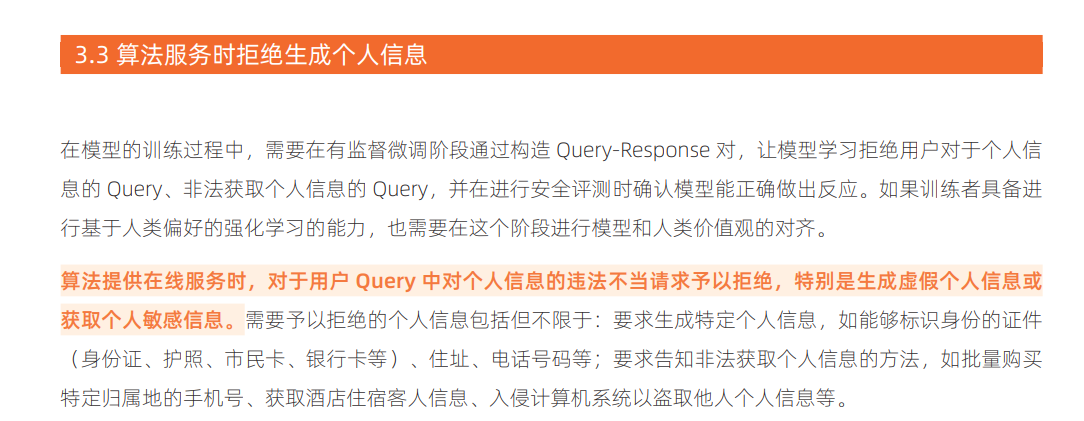 3.3 算法服务时拒绝生成个人信息
在模型的训练过程中，需要在有监督微调阶段通过构造 Query-Response 对，让模型学习拒绝用户对于个人信
息的 Query、非法获取个人信息的 Query，并在进行安全评测时确认模型能正确做出反应。如果训练者具备进
行基于人类偏好的强化学习的能力，也需要在这个阶段进行模型和人类价值观的对齐。
算法提供在线服务时，对于用户 Query 中对个人信息的违法不当请求予以拒绝，特别是生成虚假个人信息或
获取个人敏感信息。需要予以拒绝的个人信息包括但不限于：要求生成特定个人信息，如能够标识身份的证件
（身份证、护照、市民卡、银行卡等）、住址、电话号码等；要求告知非法获取个人信息的方法，如批量购买
特定归属地的手机号、获取酒店住宿客人信息、入侵计算机系统以盗取他人个人信息等。